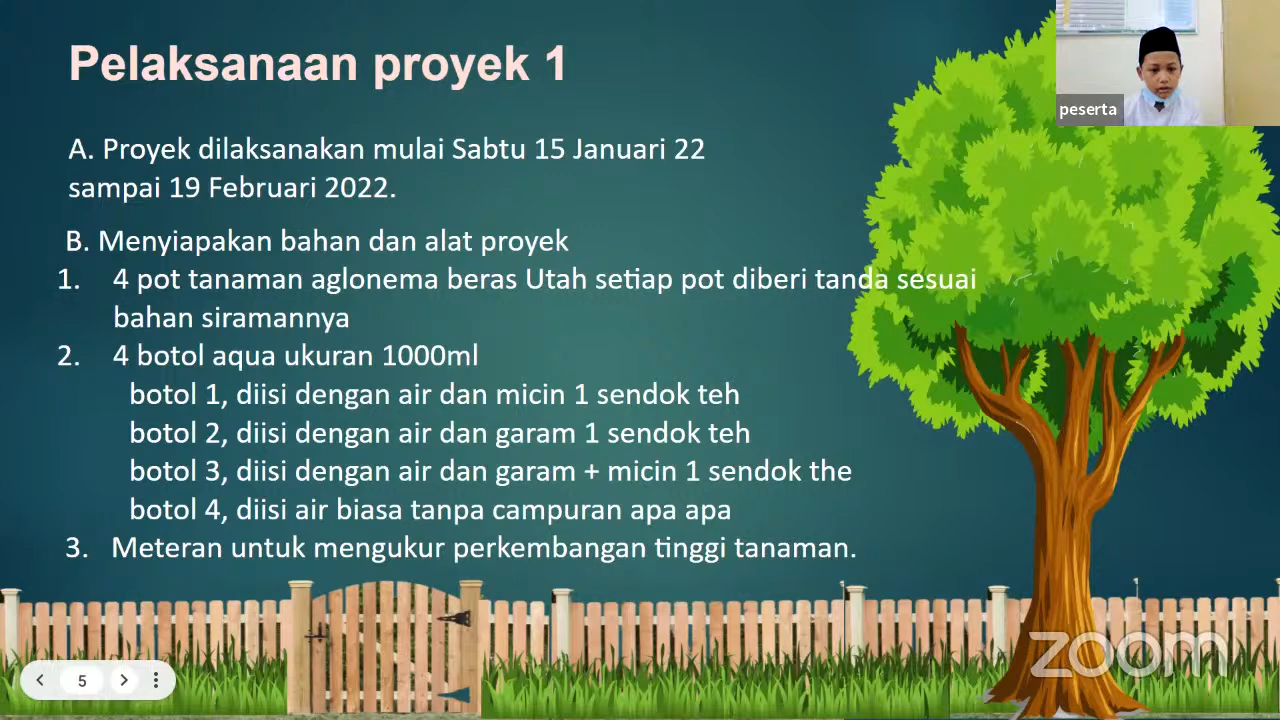 Pelaksanaan proyek 1
peserta
A. Proyek dilaksanakan mulai Sabtu 15 Januari 22
sampai 19 Februari 2022.
B. Menyiapakan bahan dan alat proyek
1. 4 pot tanaman aglonema beras Utah setiap pot diberi tanda sesuai
bahan siramannya
2. 4 botol aqua ukuran 1000ml
botol 1, diisi dengan air dan micin 1 sendok teh
botol 2, diisi dengan air dan garam 1 sendok teh
botol 3, diisi dengan air dan garam + micin 1 sendok the
botol 4, diisi air biasa tanpa campuran apa apa
3. Meteran untuk mengukur perkembangan tinggi tanaman.
zoom
5